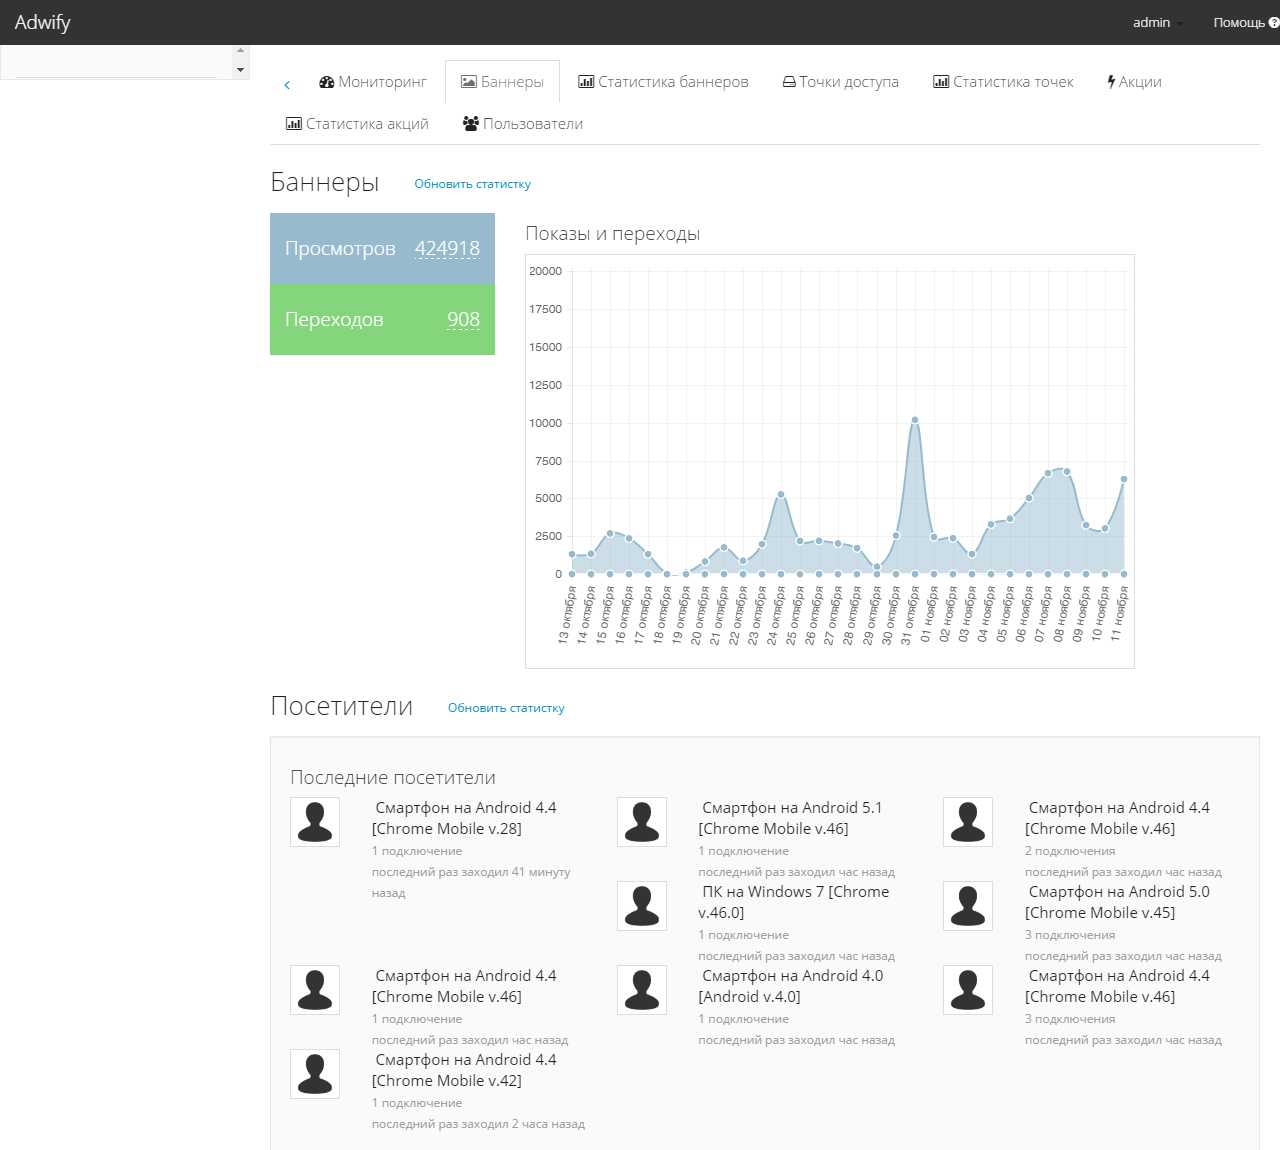 Adwify
admin
Помощь
Мониторинг
Баннеры
Статистика баннеров
Точки доступа
Статистика точек
Акции
Статистика акций
Пользователи
Баннеры
Обновить статистку
Просмотров 424918
Переходов 908
Показы и переходы
20000
17500
15000
12500
10000
7500
5000
2500
0
13 октября
14 октября
15 октября
16 октября
17 октября
18 октября
19 октября
20 октября
21 октября
22 октября
23 октября
24 октября
25 октября
26 октября
27 октября
28 октября
29 октября
30 октября
31 октября
01 ноября
02 ноября
03 ноября
04 ноября
05 ноября
06 ноября
07 ноября
08 ноября
09 ноября
10 ноября
11 ноября
Посетители
Обновить статистку
Последние посетители
Смартфон на Android 4.4
[Chrome Mobile v.28]
1 подключение
последний раз заходил 41 минуту
назад
Смартфон на Android 5.1
[Chrome Mobile v.46]
1 подключение
последний раз заходил час назад
Смартфон на Android 4.4
[Chrome Mobile v.46]
2 подключения
последний раз заходил час назад
ПК на Windows 7 [Chrome
v.46.0]
1 подключение
последний раз заходил час назад
Смартфон на Android 5.0
[Chrome Mobile v.45]
3 подключения
последний раз заходил час назад
Смартфон на Android 4.4
[Chrome Mobile v.46]
1 подключение
последний раз заходил час назад
Смартфон на Android 4.0
[Android v.4.0]
1 подключение
последний раз заходил час назад
Смартфон на Android 4.4
[Chrome Mobile v.46]
3 подключения
последний раз заходил час назад
Смартфон на Android 4.4
[Chrome Mobile v.42]
1 подключение
последний раз заходил 2 часа назад